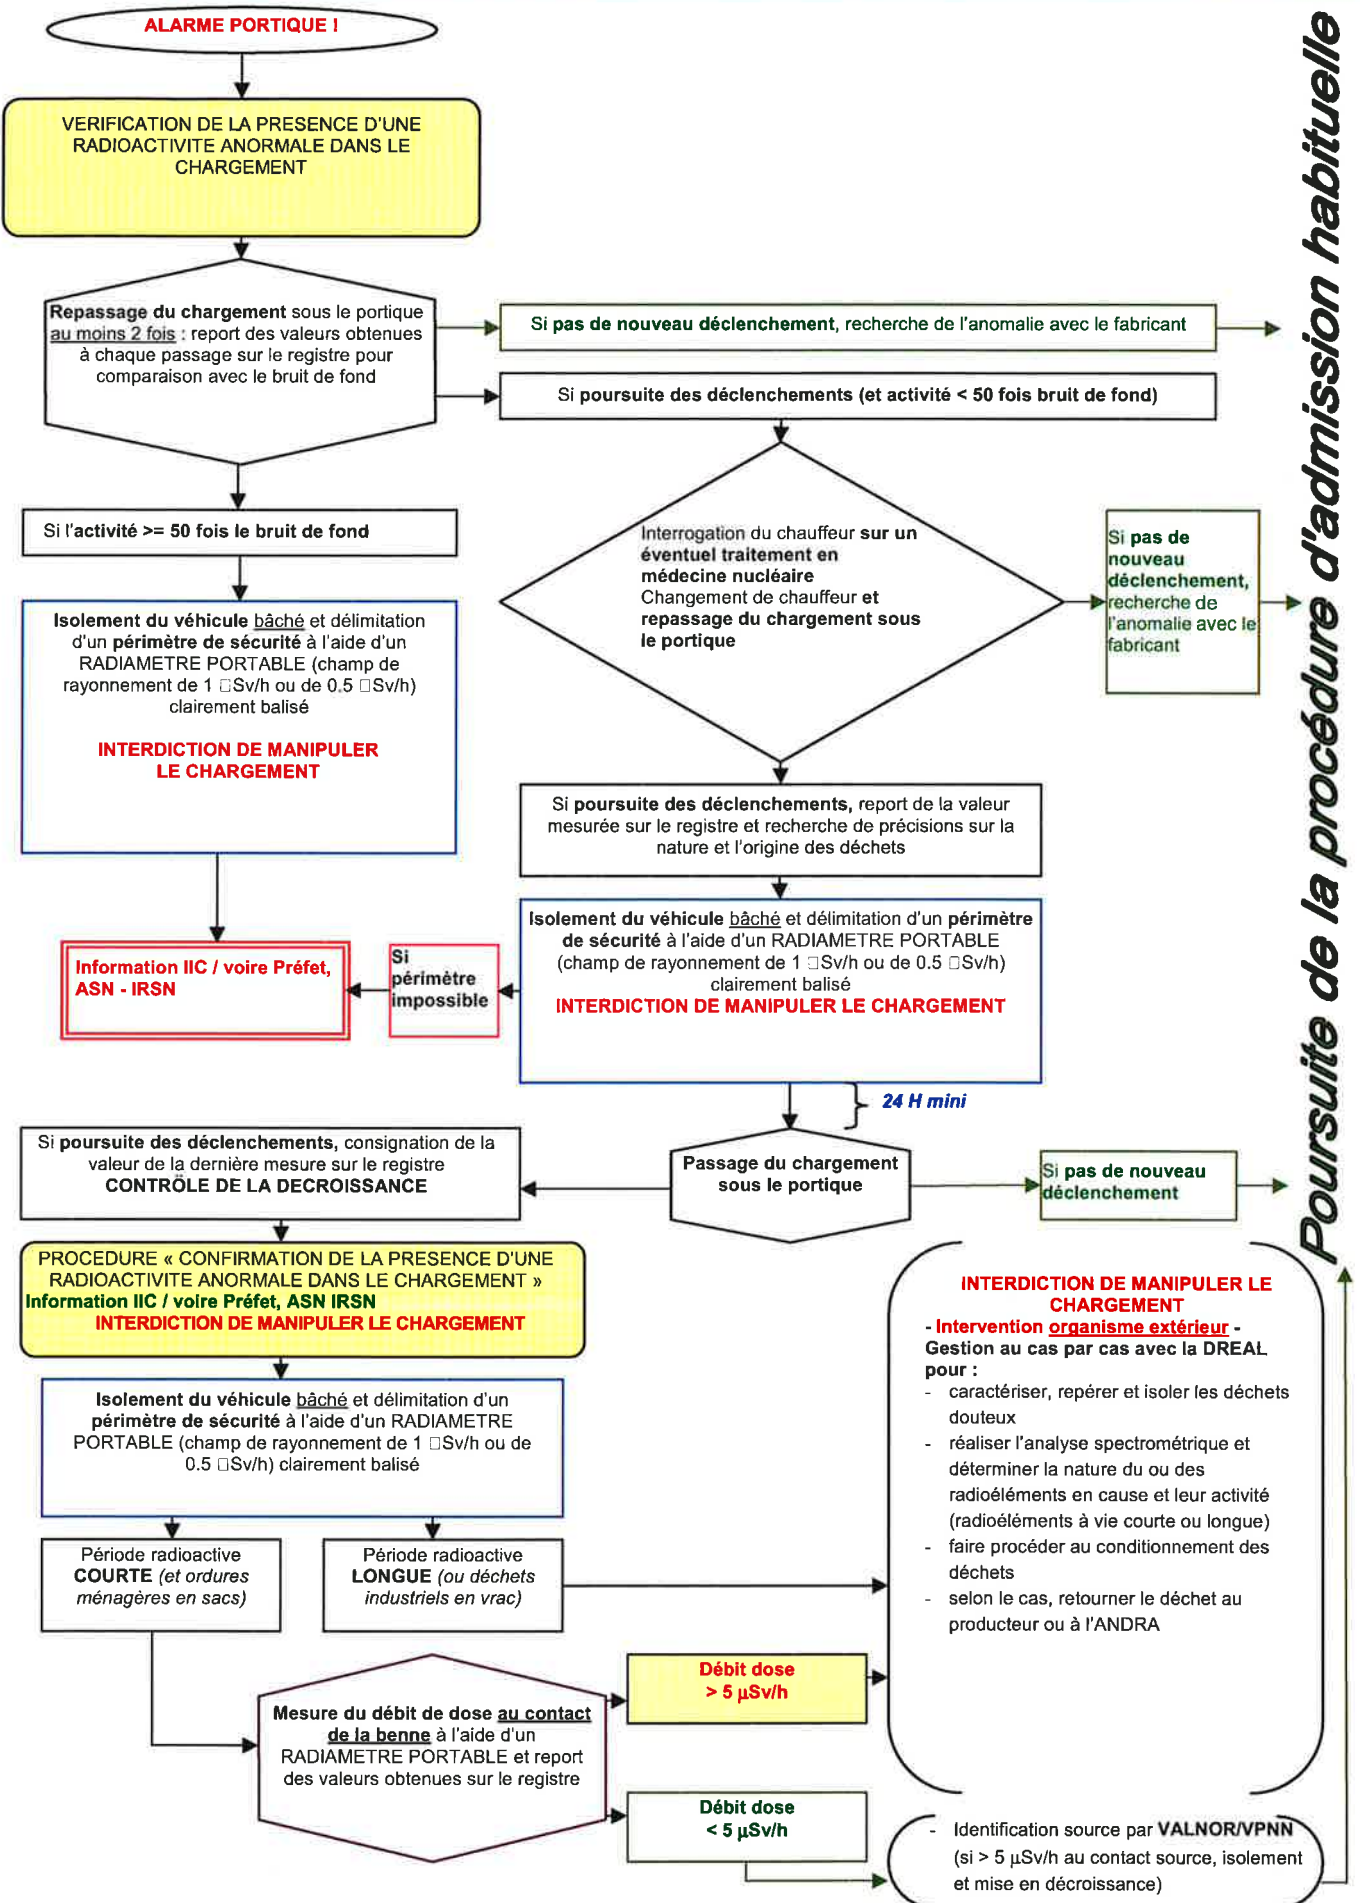 ALARME PORTIQUE !
VERIFICATION DE LA PRESENCE D'UNE
RADIOACTIVITE ANORMALE DANS LE
CHARGEMENT
Repassage du chargement sous le portique
au moins 2 fois : report des valeurs obtenues
à chaque passage sur le registre pour
comparaison avec le bruit de fond
Si pas de nouveau déclenchement, recherche de l'anomalie avec le fabricant
Si poursuite des déclenchements (et activité < 50 fois bruit de fond)
Si l'activité >= 50 fois le bruit de fond
Interrogation du chauffeur sur un
éventuel traitement en
médecine nucléaire
Changement de chauffeur et
repassage du chargement sous
le portique
Si pas de
nouveau
déclenchement,
recherche de
l'anomalie avec le
fabricant
Isolement du véhicule bâché et délimitation
d'un périmètre de sécurité à l'aide d'un
RADIAMETRE PORTABLE (champ de
rayonnement de 1 □Sv/h ou de 0.5 □Sv/h)
clairement balisé
INTERDICTION DE MANIPULER
LE CHARGEMENT
Si poursuite des déclenchements, report de la valeur
mesurée sur le registre et recherche de précisions sur la
nature et l'origine des déchets
Isolement du véhicule bâché et délimitation d'un périmètre
de sécurité à l'aide d'un RADIAMETRE PORTABLE
(champ de rayonnement de 1 □Sv/h ou de 0.5 □Sv/h)
clairement balisé
INTERDICTION DE MANIPULER LE CHARGEMENT
Si
périmètre
impossible
Information IIC / voire Préfet,
ASN - IRSN
24 H mini
Passage du chargement
sous le portique
Si pas de nouveau
déclenchement
Si poursuite des déclenchements, consignation de la
valeur de la dernière mesure sur le registre
CONTRÖLE DE LA DECROISSANCE
PROCEDURE « CONFIRMATION DE LA PRESENCE D'UNE
RADIOACTIVITE ANORMALE DANS LE CHARGEMENT »
Information IIC / voire Préfet, ASN IRSN
INTERDICTION DE MANIPULER LE CHARGEMENT
Isolement du véhicule bâché et délimitation d'un
périmètre de sécurité à l'aide d'un RADIAMETRE
PORTABLE (champ de rayonnement de 1 □Sv/h ou de
0.5 □Sv/h) clairement balisé
Période radioactive
COURTE (et ordures
ménagères en sacs)
Période radioactive
LONGUE (ou déchets
industriels en vrac)
Mesure du débit de dose au contact
de la benne à l'aide d'un
RADIAMETRE PORTABLE et report
des valeurs obtenues sur le registre
Débit dose
> 5 µSv/h
Débit dose
< 5 µSv/h
INTERDICTION DE MANIPULER LE
CHARGEMENT
- Intervention organisme extérieur -
Gestion au cas par cas avec la DREAL
pour :
- caractériser, repérer et isoler les déchets
douteux
- réaliser l'analyse spectrométrique et
déterminer la nature du ou des
radioéléments en cause et leur activité
(radioéléments à vie courte ou longue)
- faire procéder au conditionnement des
déchets
- selon le cas, retourner le déchet au
producteur ou à l'ANDRA
- Identification source par VALNOR/VPNN
(si > 5 µSv/h au contact source, isolement
et mise en décroissance)
Poursuite de la procédure d'admission habituelle